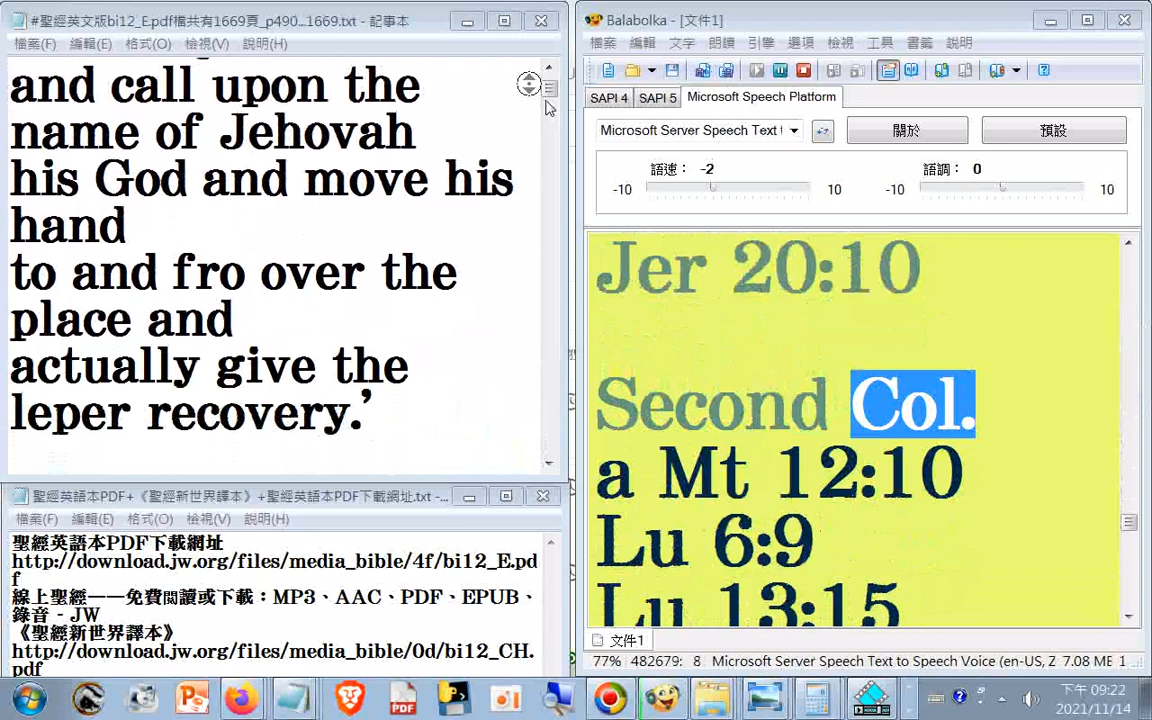 #聖經英文版bi12_E.pdf檔共有1669頁_p490...1669.txt - 記事本
檔案(F) 編輯(E) 格式(O) 檢視(V) 說明(H)
and call upon the
name of Jehovah
his God and move his
hand
to and fro over the
place and
actually give the
leper recovery.’
聖經英語本PDF+《聖經新世界譯本》+聖經英語本PDF下載網址.txt -...
檔案(F) 編輯(E) 格式(O) 檢視(V) 說明(H)
聖經英語本PDF下載網址
http://download.jw.org/files/media_bible/4f/bi12_E.pd
f
線上聖經——免費閱讀或下載：MP3、AAC、PDF、EPUB、
錄音 - JW
《聖經新世界譯本》
http://download.jw.org/files/media_bible/0d/bi12_CH.
pdf
Balabolka - [文件1]
檔案 編輯 文字 朗讀 引擎 選項 檢視 工具 書籤 說明
SAPI 4 SAPI 5 Microsoft Speech Platform
Microsoft Server Speech Text 關於 預設
語速： -2 語調： 0
-10 10 -10 10
Jer 20:10
Second Col.
a Mt 12:10
Lu 6:9
Lu 13:15
文件1
77% 482679: 8 Microsoft Server Speech Text to Speech Voice (en-US, Z 7.08 ME 1
PDF
下午 09:22
2021/11/14